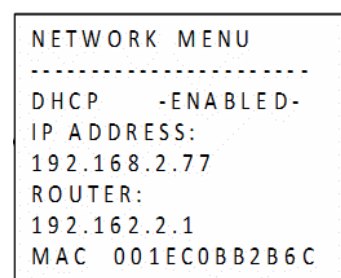 NETWORK MENU
-----------------------
DHCP -ENABLED-
IP ADDRESS:
192.168.2.77
ROUTER:
192.162.2.1
MAC 001EC0BB2B6C